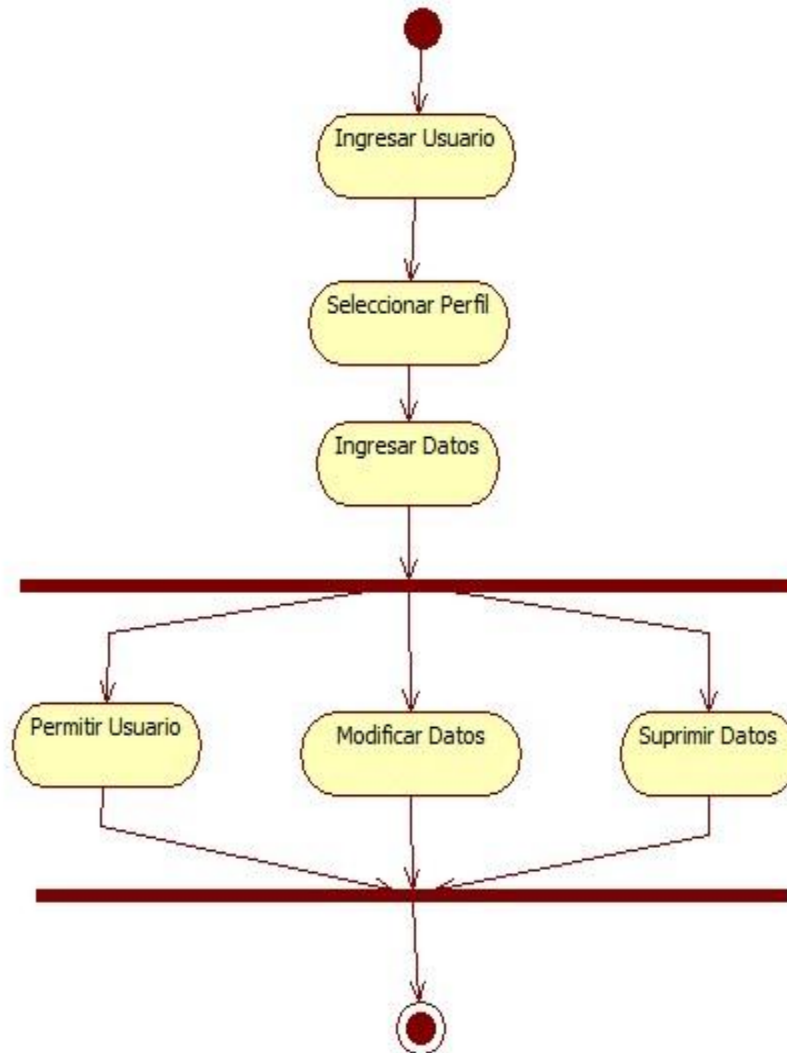 Ingresar Usuario
Seleccionar Perfil
Ingresar Datos
Permitir Usuario
Modificar Datos
Suprimir Datos